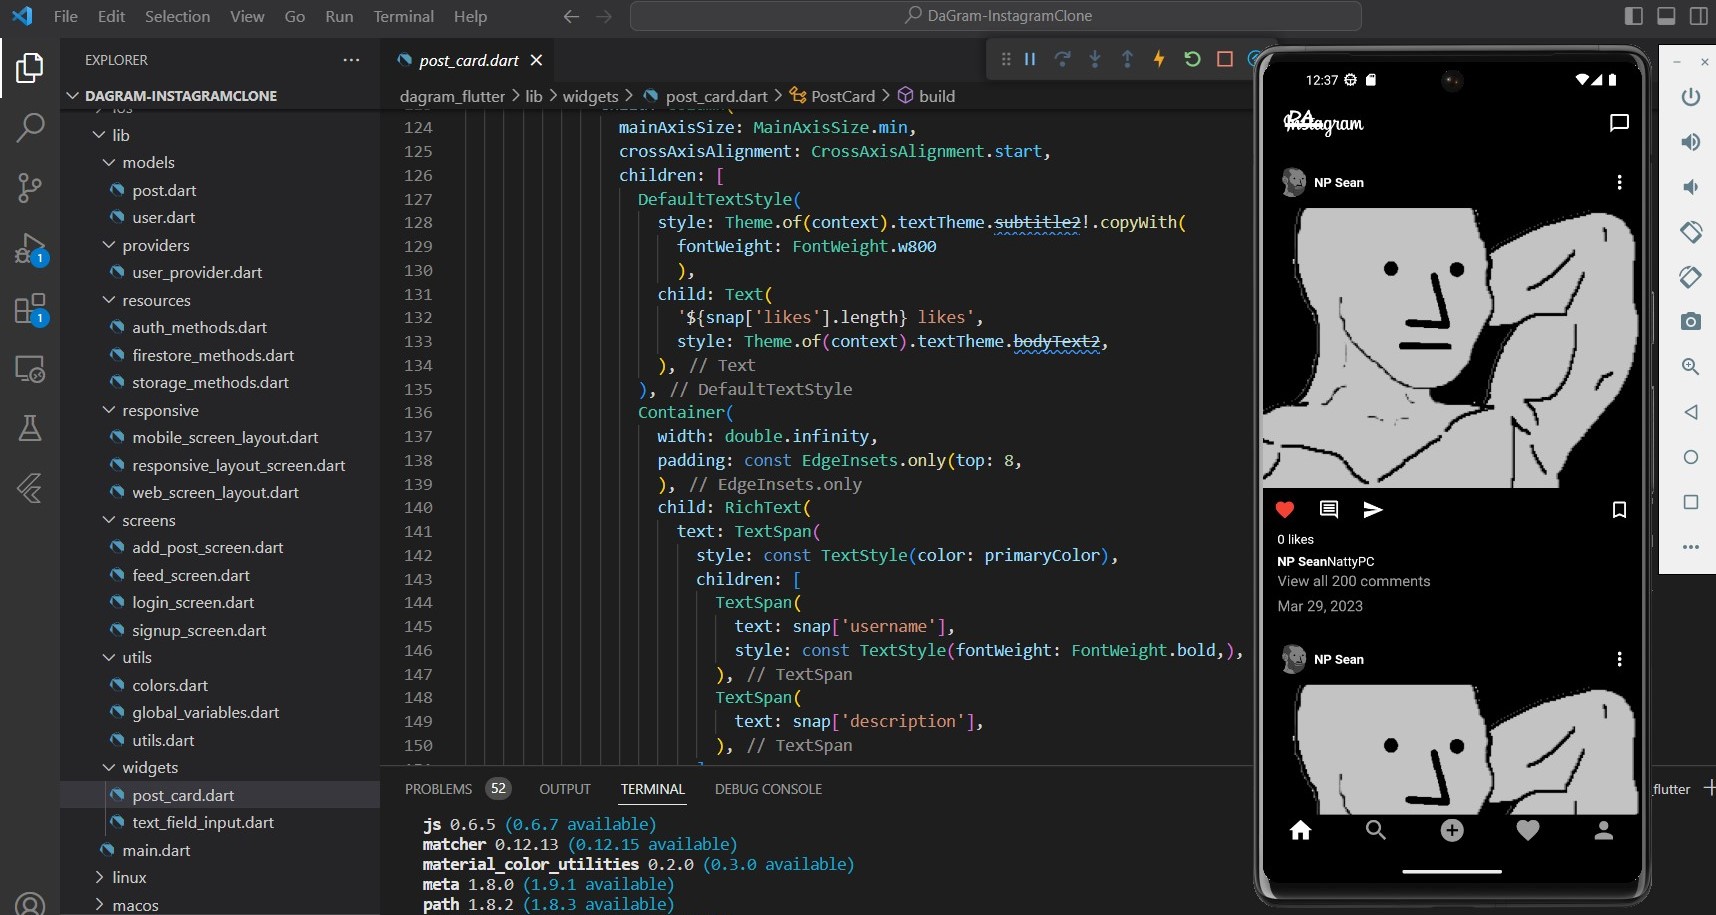 File Edit Selection View Go Run Terminal Help
DaGram-InstagramClone
EXPLORER
DAGRAM-INSTAGRAMCLONE
ios
lib
models
post.dart
user.dart
providers
user_provider.dart
resources
auth_methods.dart
firestore_methods.dart
storage_methods.dart
responsive
mobile_screen_layout.dart
responsive_layout_screen.dart
web_screen_layout.dart
screens
add_post_screen.dart
feed_screen.dart
login_screen.dart
signup_screen.dart
utils
colors.dart
global_variables.dart
utils.dart
widgets
post_card.dart
text_field_input.dart
main.dart
linux
macos
1
1
post_card.dart
dagram_flutter > lib > widgets > post_card.dart > PostCard > build
124 mainAxisSize: MainAxisSize.min,
125 crossAxisAlignment: CrossAxisAlignment.start,
126 children: [
127 DefaultTextStyle(
128 style: Theme.of(context).textTheme.subtitle2!.copyWith(
129 fontWeight: FontWeight.w800
130 ),
131 child: Text(
132 '${snap['likes'].length} likes',
133 style: Theme.of(context).textTheme.bodyText2,
134 ), // Text
135 ), // DefaultTextStyle
136 Container(
137 width: double.infinity,
138 padding: const EdgeInsets.only(top: 8,
139 ), // EdgeInsets.only
140 child: RichText(
141 text: TextSpan(
142 style: const TextStyle(color: primaryColor),
143 children: [
144 TextSpan(
145 text: snap['username'],
146 style: const TextStyle(fontWeight: FontWeight.bold,),
147 ), // TextSpan
148 TextSpan(
149 text: snap['description'],
150 ), // TextSpan
PROBLEMS 52 OUTPUT TERMINAL DEBUG CONSOLE
js 0.6.5 (0.6.7 available)
matcher 0.12.13 (0.12.15 available)
material_color_utilities 0.2.0 (0.3.0 available)
meta 1.8.0 (1.9.1 available)
path 1.8.2 (1.8.3 available)
_flutter
12:37
DA
Instagram
NP Sean
0 likes
NP SeanNattyPC
View all 200 comments
Mar 29, 2023
NP Sean